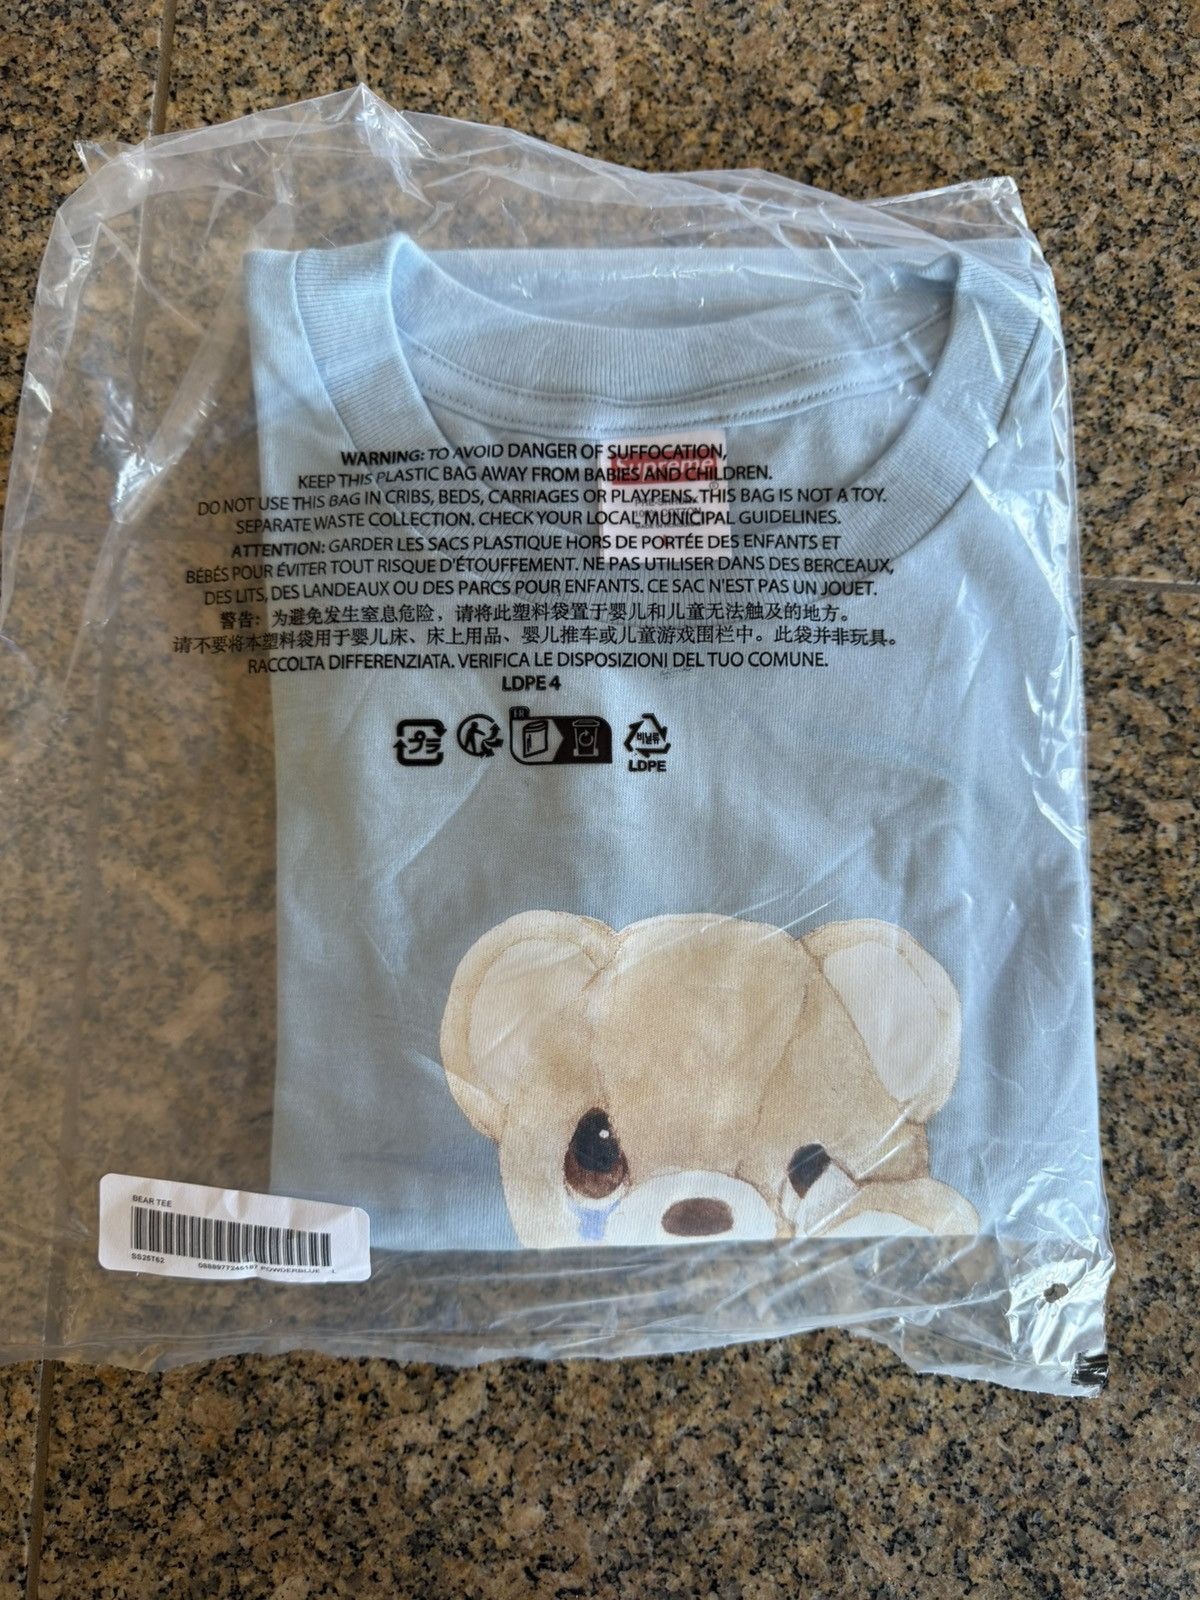 Supreme
WARNING: TO AVOID DANGER OF SUFFOCATION,
KEEP THIS PLASTIC BAG AWAY FROM BABIES AND CHILDREN.
DO NOT USE THIS BAG IN CRIBS, BEDS, CARRIAGES OR PLAYPENS. THIS BAG IS NOT A TOY.
SEPARATE WASTE COLLECTION. CHECK YOUR LOCAL MUNICIPAL GUIDELINES.
ATTENTION: GARDER LES SACS PLASTIQUE HORS DE PORTÉE DES ENFANTS ET
BÉBÉS POUR ÉVITER TOUT RISQUE D'ÉTOUFFEMENT. NE PAS UTILISER DANS DES BERCEAUX,
DES LITS, DES LANDEAUX OU DES PARCS POUR ENFANTS. CE SAC N'EST PAS UN JOUET.
警告: 为避免发生窒息危险，请将此塑料袋置于婴儿和儿童无法触及的地方。
请不要将本塑料袋用于婴儿床、床上用品、婴儿推车或儿童游戏围栏中。此袋并非玩具。
RACCOLTA DIFFERENZIATA. VERIFICA LE DISPOSIZIONI DEL TUO COMUNE.
LDPE 4
プラ
FR
비닐류
LDPE
BEAR TEE
SS25T62
POWDERBLUE L